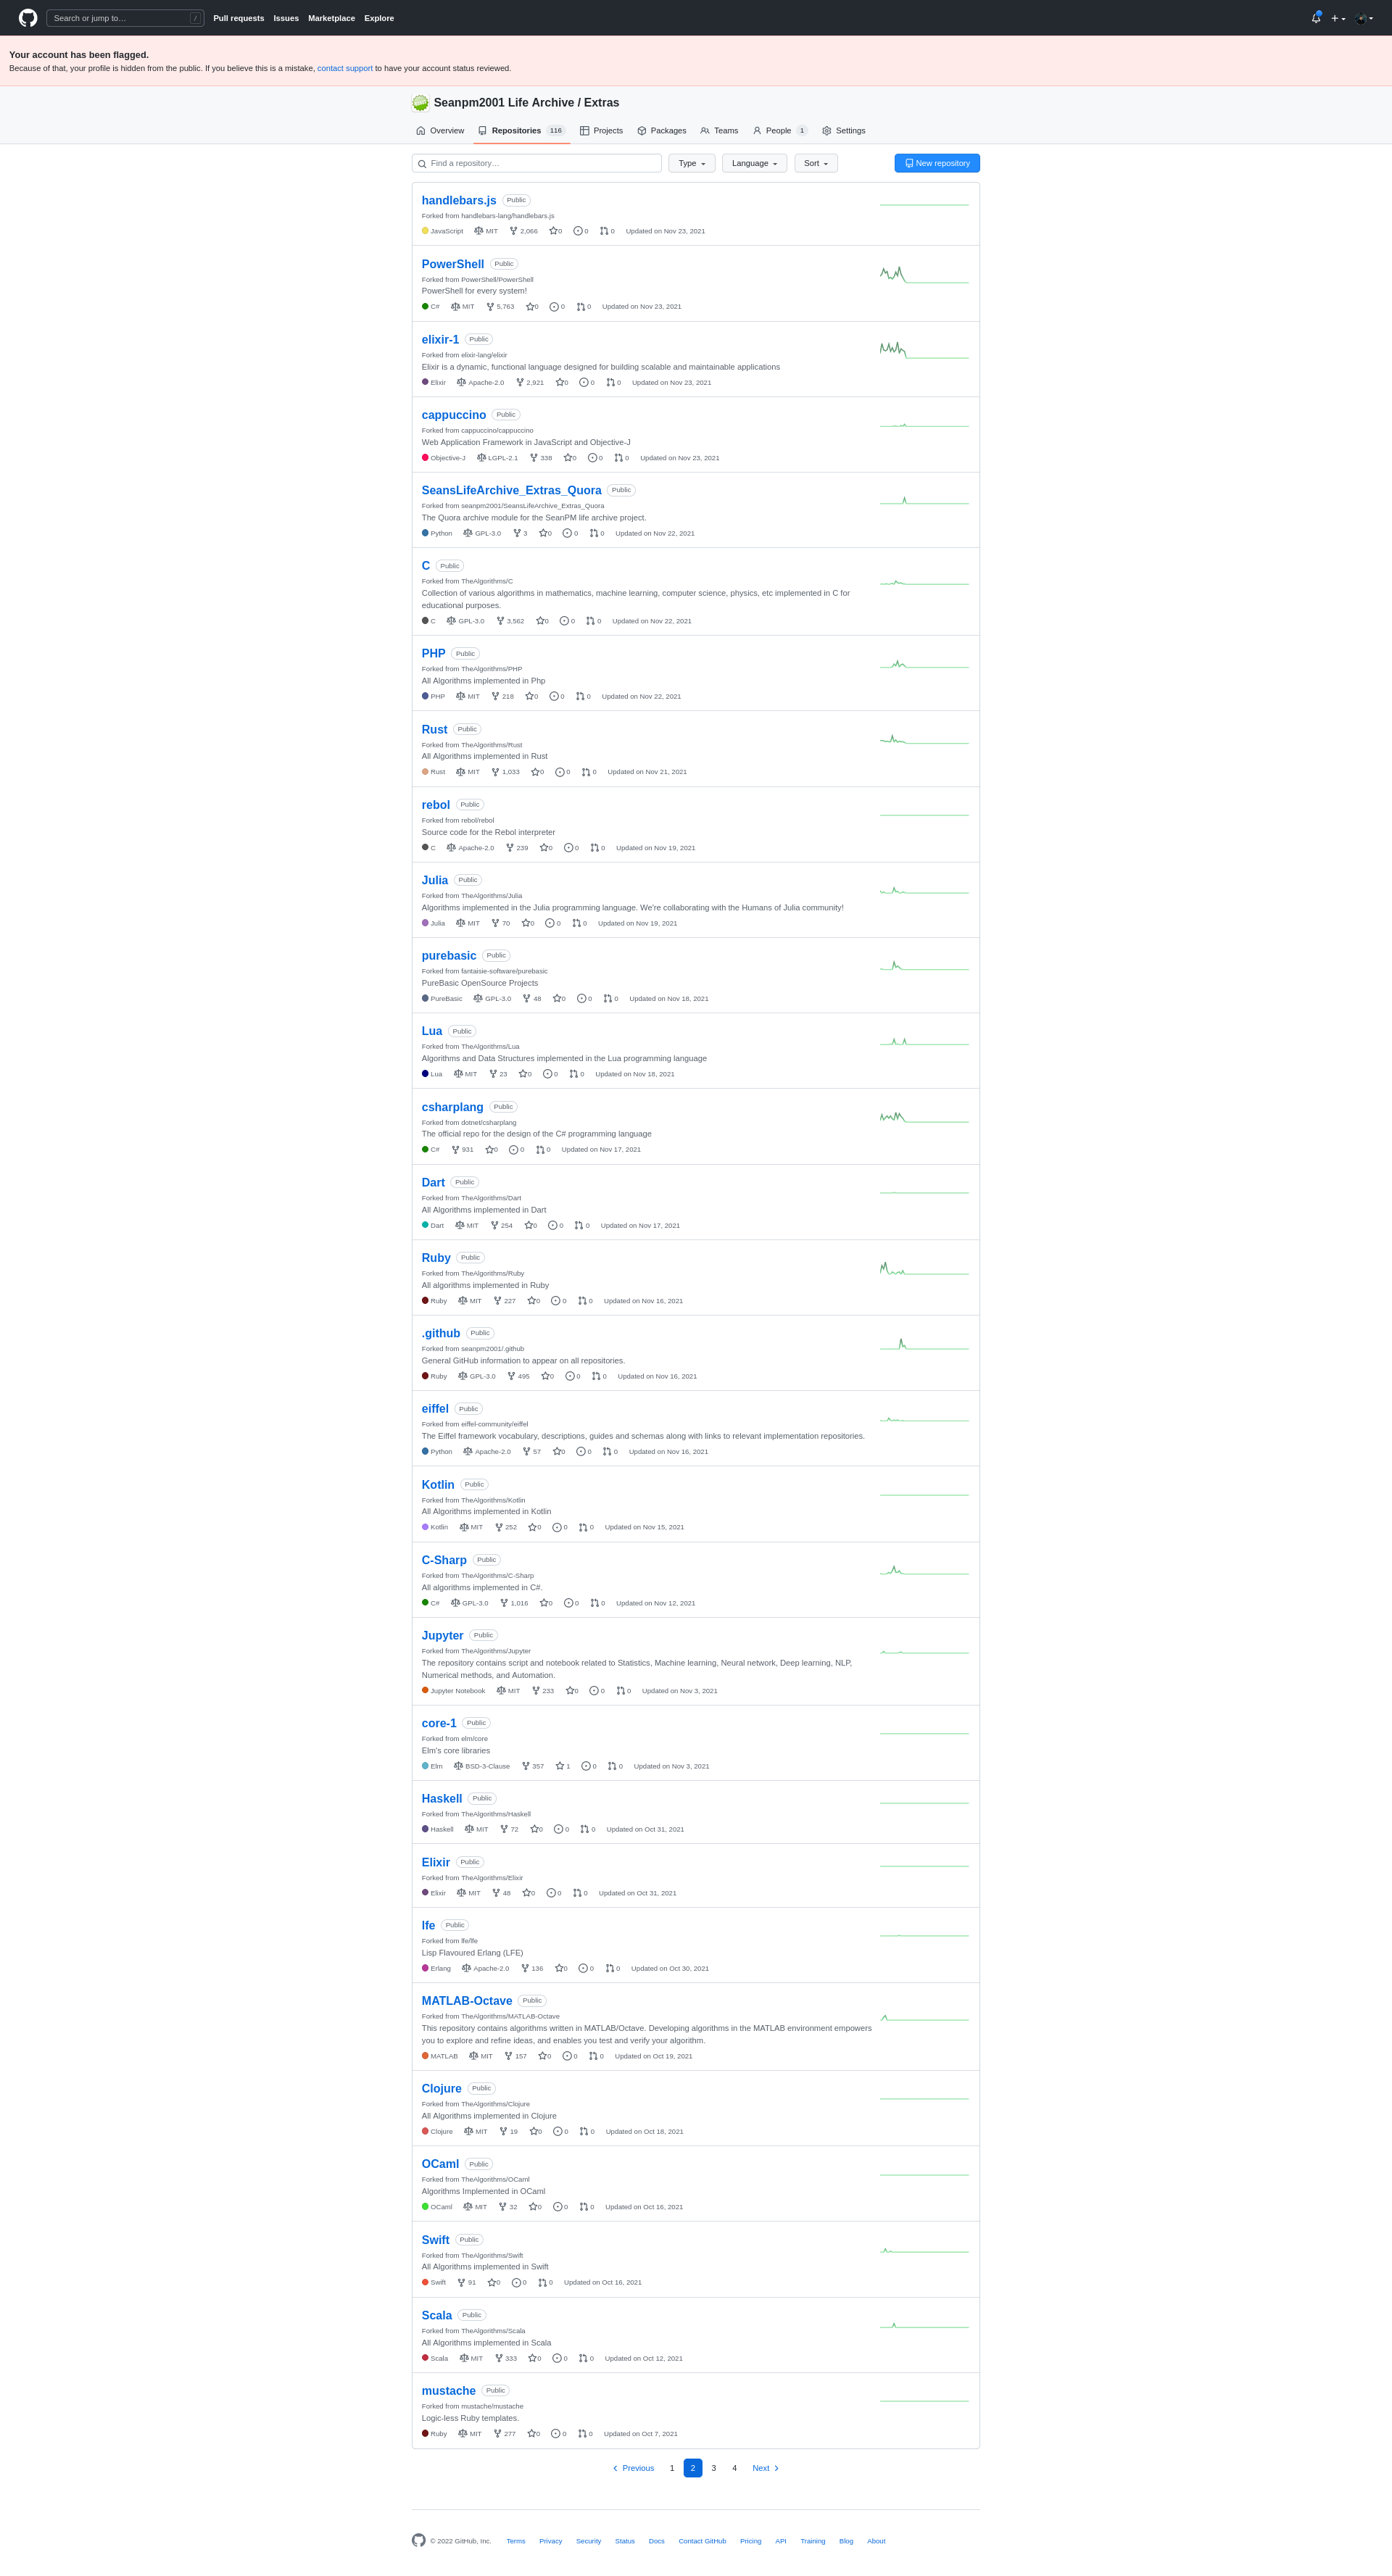 Search or jump to… /
Pull requests Issues Marketplace Explore
Your account has been flagged.
Because of that, your profile is hidden from the public. If you believe this is a mistake, contact support to have your account status reviewed.
Seanpm2001 Life Archive / Extras
Overview Repositories 116 Projects Packages Teams People 1 Settings
Find a repository… Type Language Sort New repository
handlebars.js Public
Forked from handlebars-lang/handlebars.js
JavaScript MIT 2,066 0 0 0 Updated on Nov 23, 2021
PowerShell Public
Forked from PowerShell/PowerShell
PowerShell for every system!
C# MIT 5,763 0 0 0 Updated on Nov 23, 2021
elixir-1 Public
Forked from elixir-lang/elixir
Elixir is a dynamic, functional language designed for building scalable and maintainable applications
Elixir Apache-2.0 2,921 0 0 0 Updated on Nov 23, 2021
cappuccino Public
Forked from cappuccino/cappuccino
Web Application Framework in JavaScript and Objective-J
Objective-J LGPL-2.1 338 0 0 0 Updated on Nov 23, 2021
SeansLifeArchive_Extras_Quora Public
Forked from seanpm2001/SeansLifeArchive_Extras_Quora
The Quora archive module for the SeanPM life archive project.
Python GPL-3.0 3 0 0 0 Updated on Nov 22, 2021
C Public
Forked from TheAlgorithms/C
Collection of various algorithms in mathematics, machine learning, computer science, physics, etc implemented in C for
educational purposes.
C GPL-3.0 3,562 0 0 0 Updated on Nov 22, 2021
PHP Public
Forked from TheAlgorithms/PHP
All Algorithms implemented in Php
PHP MIT 218 0 0 0 Updated on Nov 22, 2021
Rust Public
Forked from TheAlgorithms/Rust
All Algorithms implemented in Rust
Rust MIT 1,033 0 0 0 Updated on Nov 21, 2021
rebol Public
Forked from rebol/rebol
Source code for the Rebol interpreter
C Apache-2.0 239 0 0 0 Updated on Nov 19, 2021
Julia Public
Forked from TheAlgorithms/Julia
Algorithms implemented in the Julia programming language. We're collaborating with the Humans of Julia community!
Julia MIT 70 0 0 0 Updated on Nov 19, 2021
purebasic Public
Forked from fantaisie-software/purebasic
PureBasic OpenSource Projects
PureBasic GPL-3.0 48 0 0 0 Updated on Nov 18, 2021
Lua Public
Forked from TheAlgorithms/Lua
Algorithms and Data Structures implemented in the Lua programming language
Lua MIT 23 0 0 0 Updated on Nov 18, 2021
csharplang Public
Forked from dotnet/csharplang
The official repo for the design of the C# programming language
C# 931 0 0 0 Updated on Nov 17, 2021
Dart Public
Forked from TheAlgorithms/Dart
All Algorithms implemented in Dart
Dart MIT 254 0 0 0 Updated on Nov 17, 2021
Ruby Public
Forked from TheAlgorithms/Ruby
All algorithms implemented in Ruby
Ruby MIT 227 0 0 0 Updated on Nov 16, 2021
.github Public
Forked from seanpm2001/.github
General GitHub information to appear on all repositories.
Ruby GPL-3.0 495 0 0 0 Updated on Nov 16, 2021
eiffel Public
Forked from eiffel-community/eiffel
The Eiffel framework vocabulary, descriptions, guides and schemas along with links to relevant implementation repositories.
Python Apache-2.0 57 0 0 0 Updated on Nov 16, 2021
Kotlin Public
Forked from TheAlgorithms/Kotlin
All Algorithms implemented in Kotlin
Kotlin MIT 252 0 0 0 Updated on Nov 15, 2021
C-Sharp Public
Forked from TheAlgorithms/C-Sharp
All algorithms implemented in C#.
C# GPL-3.0 1,016 0 0 0 Updated on Nov 12, 2021
Jupyter Public
Forked from TheAlgorithms/Jupyter
The repository contains script and notebook related to Statistics, Machine learning, Neural network, Deep learning, NLP,
Numerical methods, and Automation.
Jupyter Notebook MIT 233 0 0 0 Updated on Nov 3, 2021
core-1 Public
Forked from elm/core
Elm's core libraries
Elm BSD-3-Clause 357 1 0 0 Updated on Nov 3, 2021
Haskell Public
Forked from TheAlgorithms/Haskell
Haskell MIT 72 0 0 0 Updated on Oct 31, 2021
Elixir Public
Forked from TheAlgorithms/Elixir
Elixir MIT 48 0 0 0 Updated on Oct 31, 2021
lfe Public
Forked from lfe/lfe
Lisp Flavoured Erlang (LFE)
Erlang Apache-2.0 136 0 0 0 Updated on Oct 30, 2021
MATLAB-Octave Public
Forked from TheAlgorithms/MATLAB-Octave
This repository contains algorithms written in MATLAB/Octave. Developing algorithms in the MATLAB environment empowers
you to explore and refine ideas, and enables you test and verify your algorithm.
MATLAB MIT 157 0 0 0 Updated on Oct 19, 2021
Clojure Public
Forked from TheAlgorithms/Clojure
All Algorithms implemented in Clojure
Clojure MIT 19 0 0 0 Updated on Oct 18, 2021
OCaml Public
Forked from TheAlgorithms/OCaml
Algorithms Implemented in OCaml
OCaml MIT 32 0 0 0 Updated on Oct 16, 2021
Swift Public
Forked from TheAlgorithms/Swift
All Algorithms implemented in Swift
Swift 91 0 0 0 Updated on Oct 16, 2021
Scala Public
Forked from TheAlgorithms/Scala
All Algorithms implemented in Scala
Scala MIT 333 0 0 0 Updated on Oct 12, 2021
mustache Public
Forked from mustache/mustache
Logic-less Ruby templates.
Ruby MIT 277 0 0 0 Updated on Oct 7, 2021
Previous 1 2 3 4 Next
© 2022 GitHub, Inc. Terms Privacy Security Status Docs Contact GitHub Pricing API Training Blog About